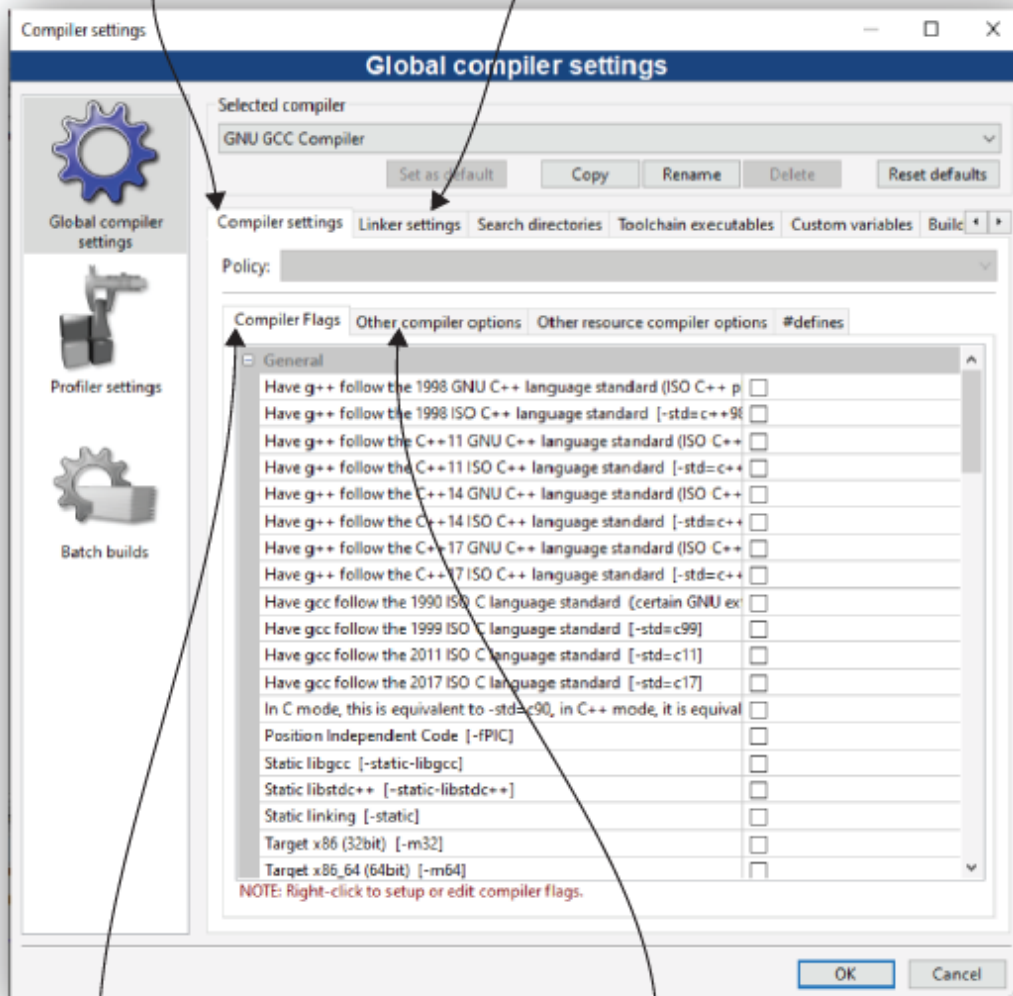 Compiler settings
Global compiler settings
Global compiler
settings
Profiler settings
Batch builds
Selected compiler
GNU GCC Compiler
Set as default Copy Rename Delete Reset defaults
Compiler settings Linker settings Search directories Toolchain executables Custom variables Build
Policy:
Compiler Flags Other compiler options Other resource compiler options #defines
General
Have g++ follow the 1998 GNU C++ language standard (ISO C++ p
Have g++ follow the 1998 ISO C++ language standard [-std=c++98
Have g++ follow the C++11 GNU C++ language standard (ISO C++
Have g++ follow the C++11 ISO C++ language standard [-std=c++
Have g++ follow the C++14 GNU C++ language standard (ISO C++
Have g++ follow the C++14 ISO C++ language standard [-std=c++
Have g++ follow the C++17 GNU C++ language standard (ISO C++
Have g++ follow the C++17 ISO C++ language standard [-std=c++
Have gcc follow the 1990 ISO C language standard (certain GNU ex
Have gcc follow the 1999 ISO C language standard [-std=c99]
Have gcc follow the 2011 ISO C language standard [-std=c11]
Have gcc follow the 2017 ISO C language standard [-std=c17]
In C mode, this is equivalent to -std=c90, in C++ mode, it is equival
Position Independent Code [-fPIC]
Static libgcc [-static-libgcc]
Static libstdc++ [-static-libstdc++]
Static linking [-static]
Target x86 (32bit) [-m32]
Target x86_64 (64bit) [-m64]
NOTE: Right-click to setup or edit compiler flags.
OK Cancel